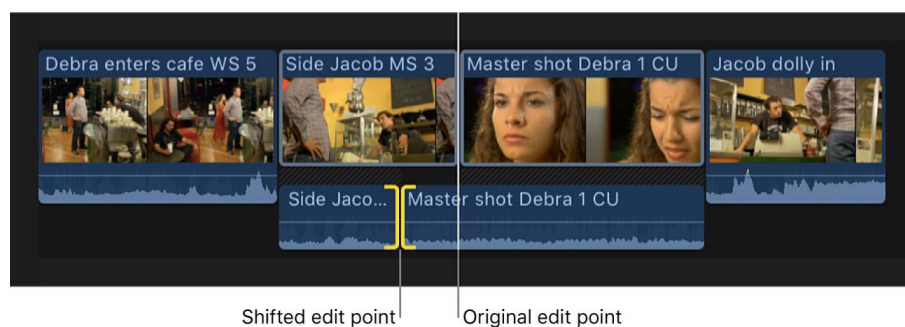 Debra enters cafe WS 5
Side Jacob MS 3
Master shot Debra 1 CU
Jacob dolly in
Side Jaco...
Master shot Debra 1 CU
Shifted edit point
Original edit point